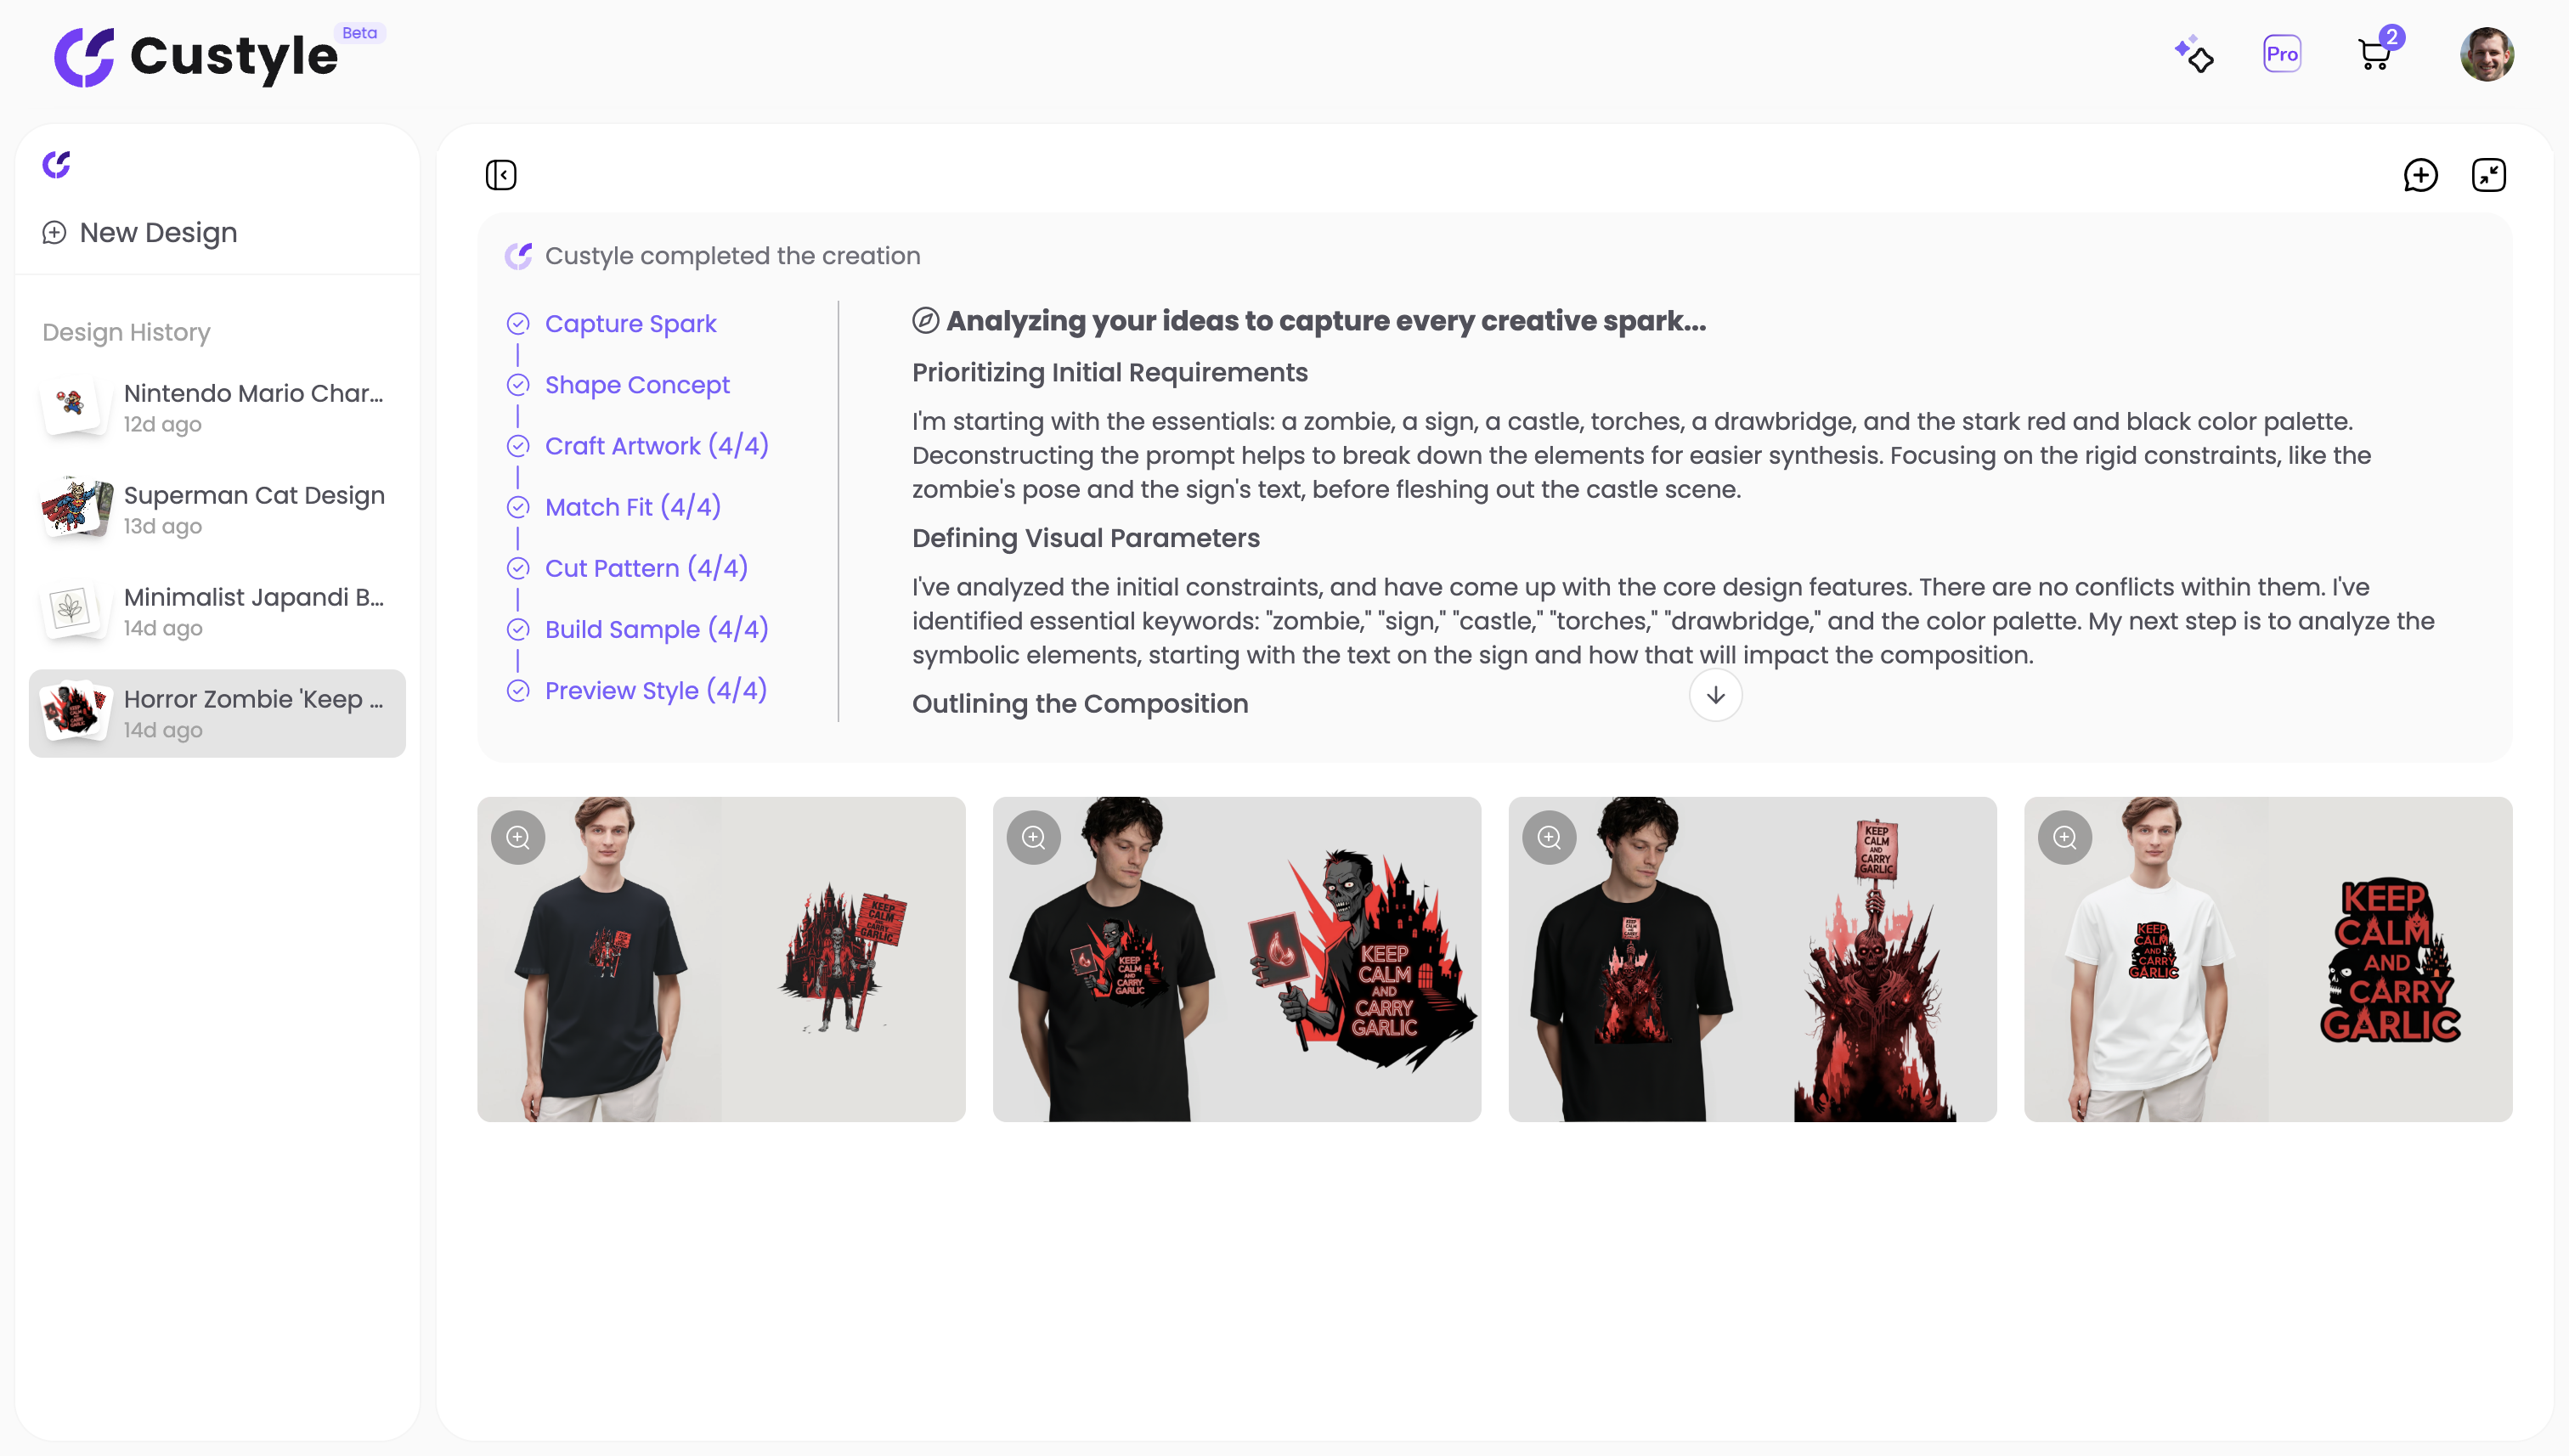 Custyle
Beta
Pro
2
New Design
Design History
Nintendo Mario Char...
12d ago
Superman Cat Design
13d ago
Minimalist Japandi B...
14d ago
Horror Zombie 'Keep ...
14d ago
Custyle completed the creation
Capture Spark
Shape Concept
Craft Artwork (4/4)
Match Fit (4/4)
Cut Pattern (4/4)
Build Sample (4/4)
Preview Style (4/4)
Analyzing your ideas to capture every creative spark...
Prioritizing Initial Requirements
I'm starting with the essentials: a zombie, a sign, a castle, torches, a drawbridge, and the stark red and black color palette.
Deconstructing the prompt helps to break down the elements for easier synthesis. Focusing on the rigid constraints, like the
zombie's pose and the sign's text, before fleshing out the castle scene.
Defining Visual Parameters
I've analyzed the initial constraints, and have come up with the core design features. There are no conflicts within them. I've
identified essential keywords: "zombie," "sign," "castle," "torches," "drawbridge," and the color palette. My next step is to analyze the
symbolic elements, starting with the text on the sign and how that will impact the composition.
Outlining the Composition
KEEP
CALM
AND
CARRY
GARLIC
KEEP
CALM
AND
CARRY
GARLIC
KEEP
CALM
AND
CARRY
GARLIC
KEEP
CALM
AND
CARRY
GARLIC
KEEP
CALM
AND
CARRY
GARLIC
KEEP
CALM
AND
CARRY
GARLIC